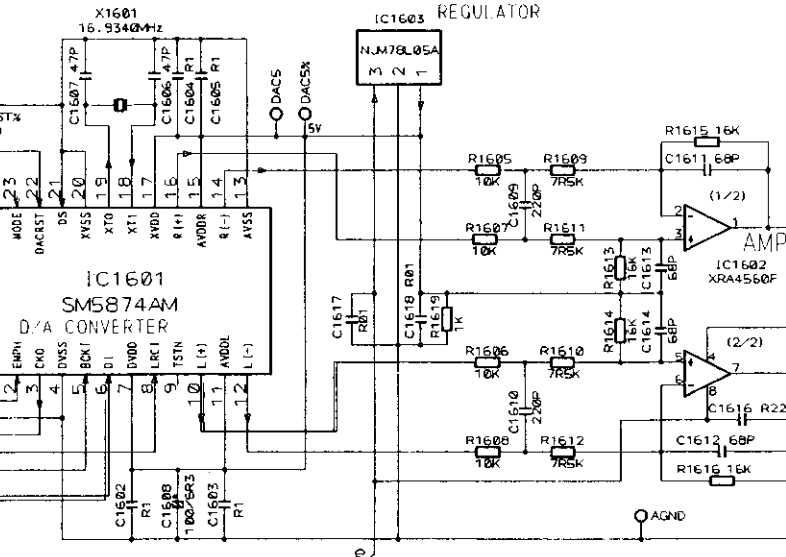 X1601
16.9340MHz
IC1603
REGULATOR
NJM78L05A
3 2 1
C1607 47P
C1606 47P
C1604 R1
C1605 R1
DAC5
DAC5%
5V
ST%
23 22 21 20 19 18 17 16 15 14 13
MODE DACRST DS XVSS XTO XTI XVDD R(+) AVDDR R(-) AVSS
IC1601
SM5874AM
D/A CONVERTER
EMPH CKO DVSS BCKI DI DVDD LRCI TSTN L(+) AVDDL L(-)
2 3 4 5 6 7 8 9 10 11 12
R1605
10K
R1609
7R5K
C1609
220P
R1607
10K
R1611
7R5K
R1615 16K
C1611 68P
(1/2)
2
3
1
AMP
IC1602
XRA4560F
R1613
16K
C1613
68P
R1614
16K
C1614
68P
C1617
R01
C1618 R01
R1619
1K
R1606
10K
R1610
7R5K
C1610
220P
R1608
10K
R1612
7R5K
(2/2)
5
4
7
6
8
C1616 R22
C1612 68P
R1616 16K
C1602
R1
C1608
100/6R3
C1603
R1
AGND